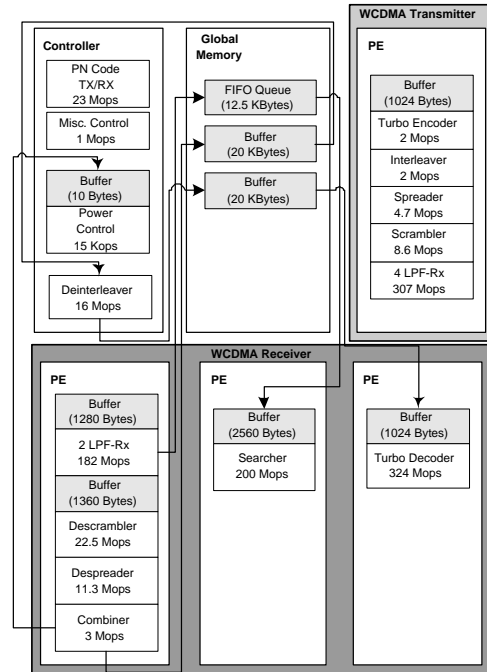 Controller
PN Code
TX/RX
23 Mops
Misc. Control
1 Mops
Buffer
(10 Bytes)
Power
Control
15 Kops
Deinterleaver
16 Mops
Global
Memory
FIFO Queue
(12.5 KBytes)
Buffer
(20 KBytes)
Buffer
(20 KBytes)
WCDMA Transmitter
PE
Buffer
(1024 Bytes)
Turbo Encoder
2 Mops
Interleaver
2 Mops
Spreader
4.7 Mops
Scrambler
8.6 Mops
4 LPF-Rx
307 Mops
WCDMA Receiver
PE
Buffer
(1280 Bytes)
2 LPF-Rx
182 Mops
Buffer
(1360 Bytes)
Descrambler
22.5 Mops
Despreader
11.3 Mops
Combiner
3 Mops
PE
Buffer
(2560 Bytes)
Searcher
200 Mops
PE
Buffer
(1024 Bytes)
Turbo Decoder
324 Mops